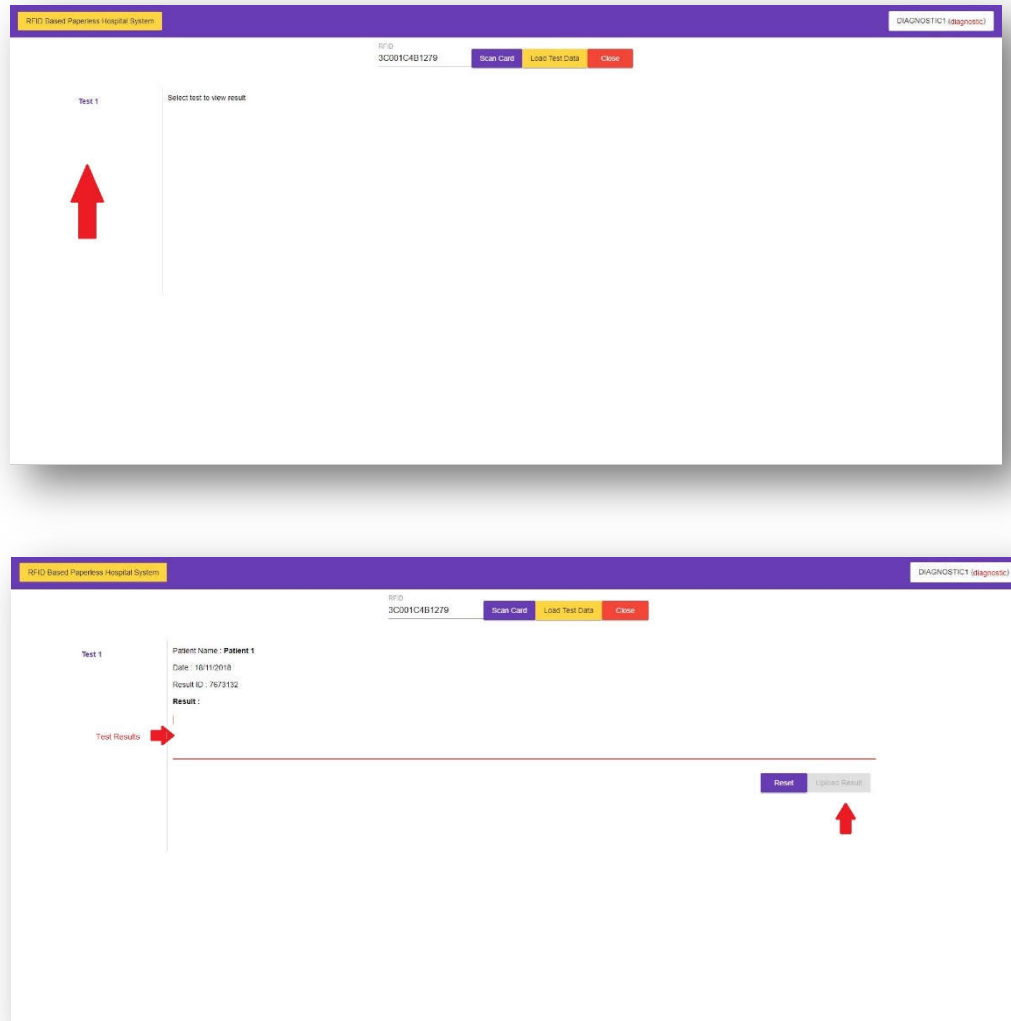 RFID Based Paperless Hospital System
DIAGNOSTIC1 (diagnostic)
RFID
3C001C4B1279
Scan Card
Load Test Data
Close
Test 1
Select test to view result
RFID Based Paperless Hospital System
DIAGNOSTIC1 (diagnostic)
RFID
3C001C4B1279
Scan Card
Load Test Data
Close
Test 1
Patient Name : Patient 1
Date : 16/11/2018
Result ID : 7673132
Result :
Test Results
Reset
Upload Result